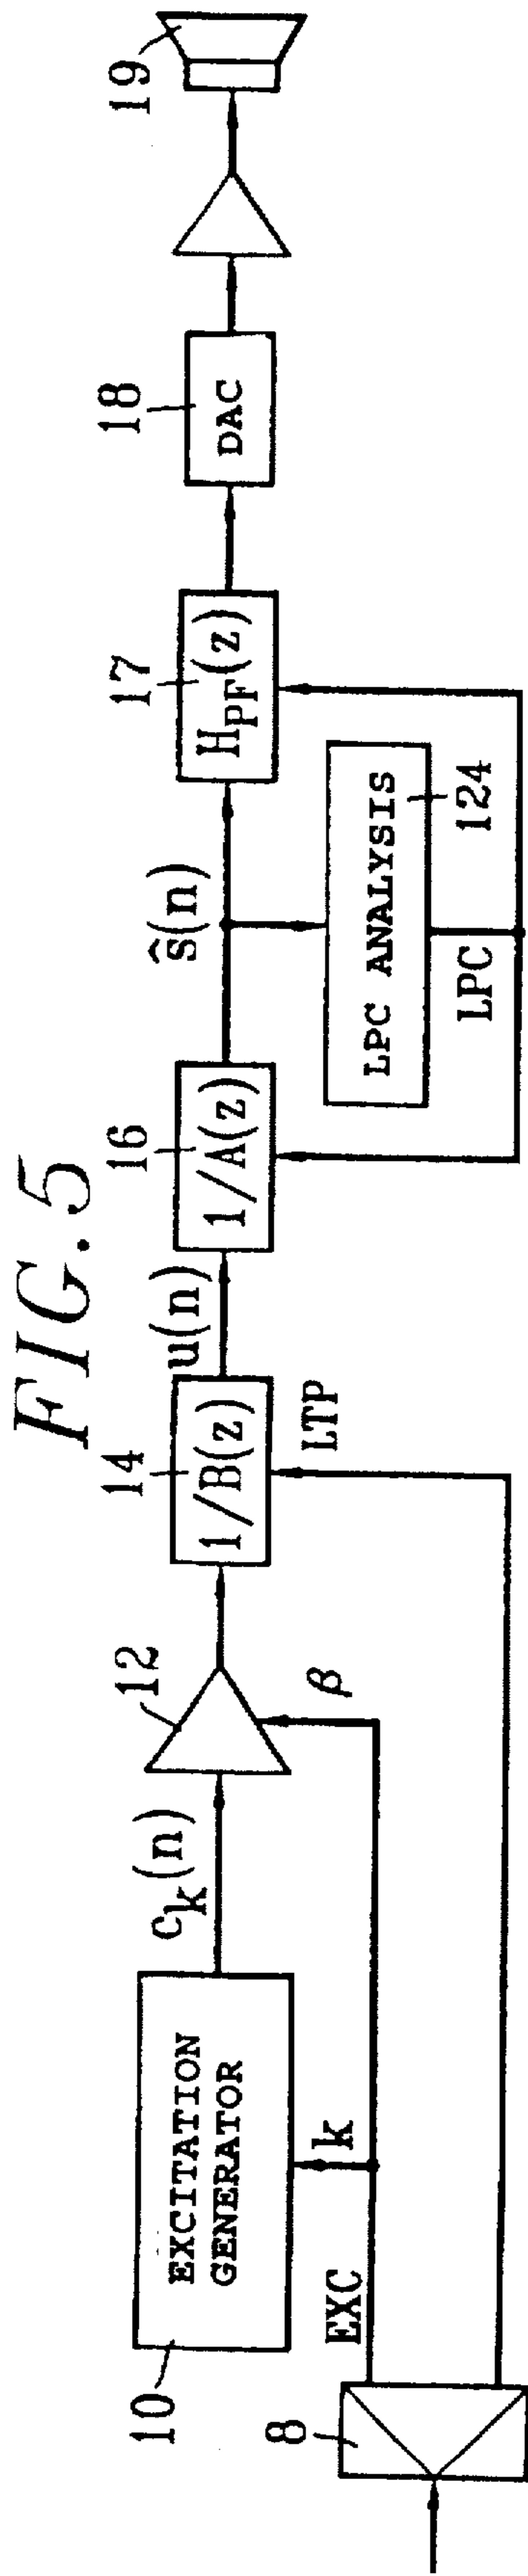 FIG.5
10
EXCITATION
GENERATOR
c_k(n)
12
14
1/B(z)
u(n)
16
1/A(z)
ŝ(n)
17
H_PF(z)
18
DAC
19
8
EXC
k
β
LTP
LPC ANALYSIS
124
LPC